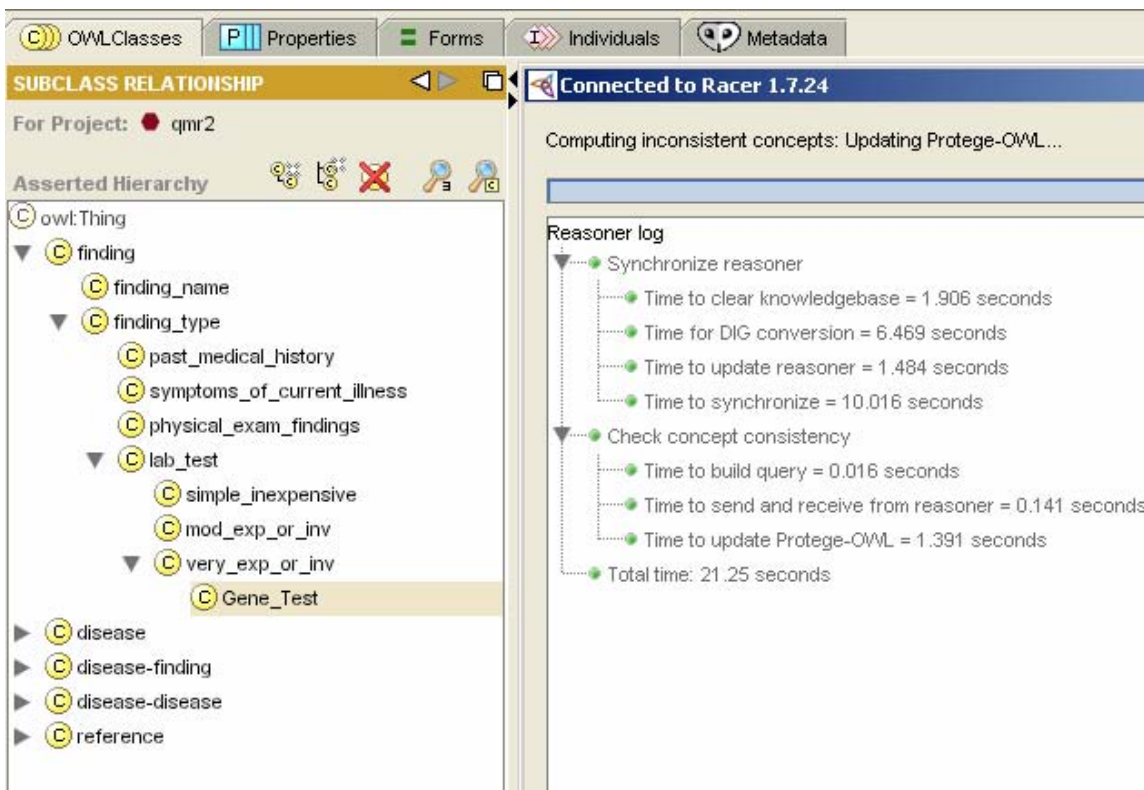 OWLClasses Properties Forms Individuals Metadata
SUBCLASS RELATIONSHIP
For Project: qmr2
Asserted Hierarchy
owl:Thing
finding
finding_name
finding_type
past_medical_history
symptoms_of_current_illness
physical_exam_findings
lab_test
simple_inexpensive
mod_exp_or_inv
very_exp_or_inv
Gene_Test
disease
disease-finding
disease-disease
reference
Connected to Racer 1.7.24
Computing inconsistent concepts: Updating Protege-OWL...
Reasoner log
Synchronize reasoner
Time to clear knowledgebase = 1.906 seconds
Time for DIG conversion = 6.469 seconds
Time to update reasoner = 1.484 seconds
Time to synchronize = 10.016 seconds
Check concept consistency
Time to build query = 0.016 seconds
Time to send and receive from reasoner = 0.141 seconds
Time to update Protege-OWL = 1.391 seconds
Total time: 21.25 seconds